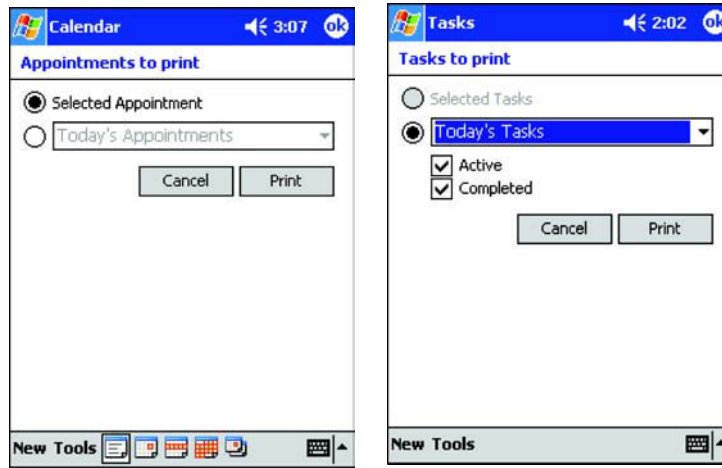 Calendar 3:07 ok
Appointments to print
Selected Appointment
Today's Appointments
Cancel Print
New Tools
Tasks 2:02 ok
Tasks to print
Selected Tasks
Today's Tasks
Active
Completed
Cancel Print
New Tools